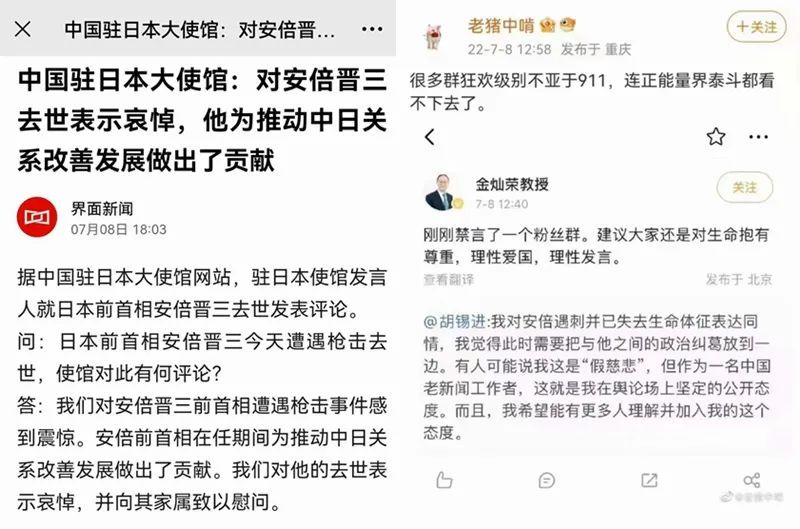 中国驻日本大使馆：对安倍晋三...
中国驻日本大使馆：对安倍晋三
去世表示哀悼，他为推动中日关
系改善发展做出了贡献
界面新闻
07月08日 18:03
据中国驻日本大使馆网站，驻日本使馆发言
人就日本前首相安倍晋三去世发表评论。
问：日本前首相安倍晋三今天遭遇枪击去
世，使馆对此有何评论？
答：我们对安倍晋三前首相遭遇枪击事件感
到震惊。安倍前首相在任期间为推动中日关
系改善发展做出了贡献。我们对他的去世表
示哀悼，并向其家属致以慰问。
老猪中啃
22-7-8 12:58 发布于 重庆
+关注
很多群狂欢级别不亚于911，连正能量界泰斗都看
不下去了。
金灿荣教授
7-8 12:40
关注
刚刚禁言了一个粉丝群。建议大家还是对生命抱有
尊重，理性爱国，理性发言。
查看翻译
发布于 北京
@胡锡进:我对安倍遇刺并已失去生命体征表达同
情，我觉得此时需要把与他之间的政治纠葛放到一
边。有人可能说我这是“假慈悲”，但作为一名中国
老新闻工作者，这就是我在舆论场上坚定的公开态
度。而且，我希望能有更多人理解并加入我的这个
态度。